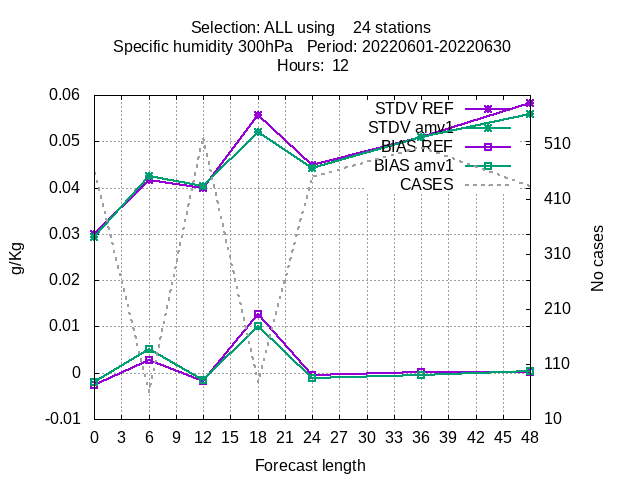 Selection: ALL using    24 stations
Specific humidity 300hPa   Period: 20220601-20220630
Hours:  12
0.06
0.05
0.04
0.03
0.02
0.01
0
-0.01
g/Kg
STDV REF
STDV amv1
BIAS REF
BIAS amv1
CASES
510
410
310
210
110
10
No cases
0 3 6 9 12 15 18 21 24 27 30 33 36 39 42 45 48
Forecast length